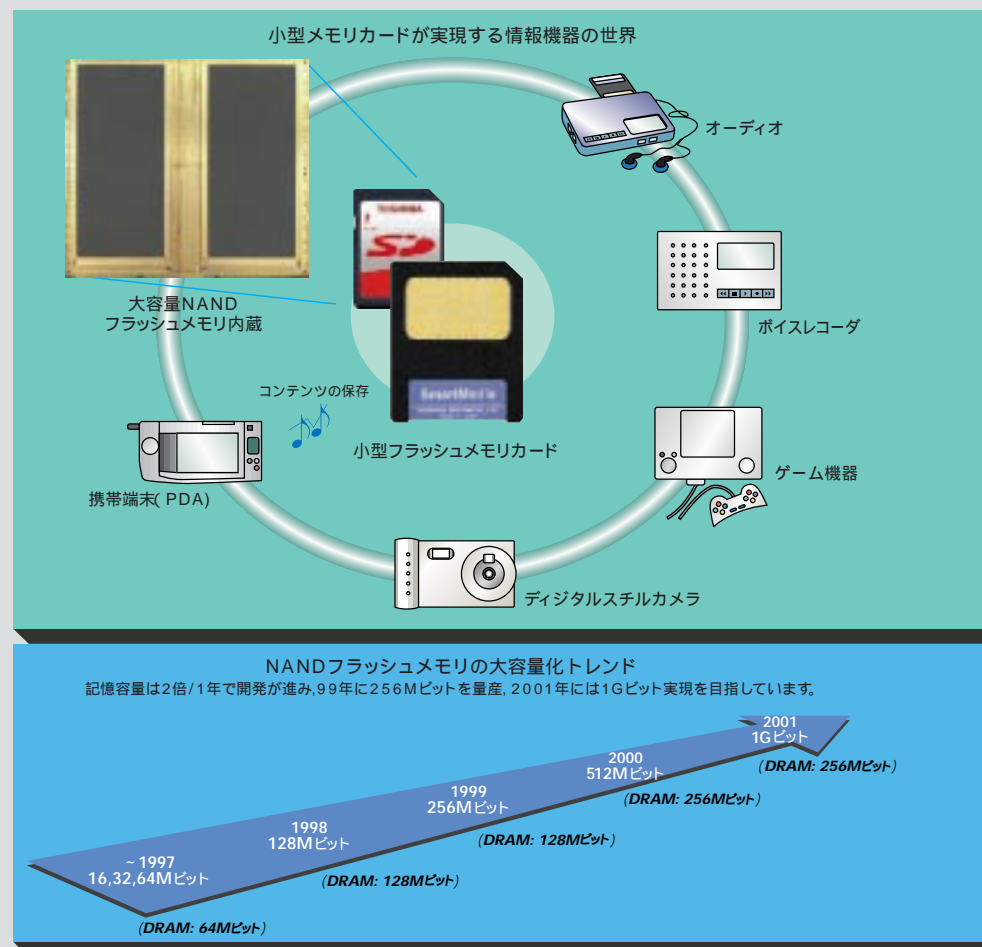 小型メモリカードが実現する情報機器の世界
オーディオ
TOSHIBA
SD
大容量NAND
フラッシュメモリ内蔵
ボイスレコーダ
コンテンツの保存
SmartMedia
小型フラッシュメモリカード
ゲーム機器
携帯端末(PDA)
ディジタルスチルカメラ
NANDフラッシュメモリの大容量化トレンド
記憶容量は2倍/1年で開発が進み,99年に256Mビットを量産, 2001年には1Gビット実現を目指しています。
2001
1Gビット
(DRAM: 256Mビット)
2000
512Mビット
(DRAM: 256Mビット)
1999
256Mビット
(DRAM: 128Mビット)
1998
128Mビット
(DRAM: 128Mビット)
~1997
16,32,64Mビット
(DRAM: 64Mビット)